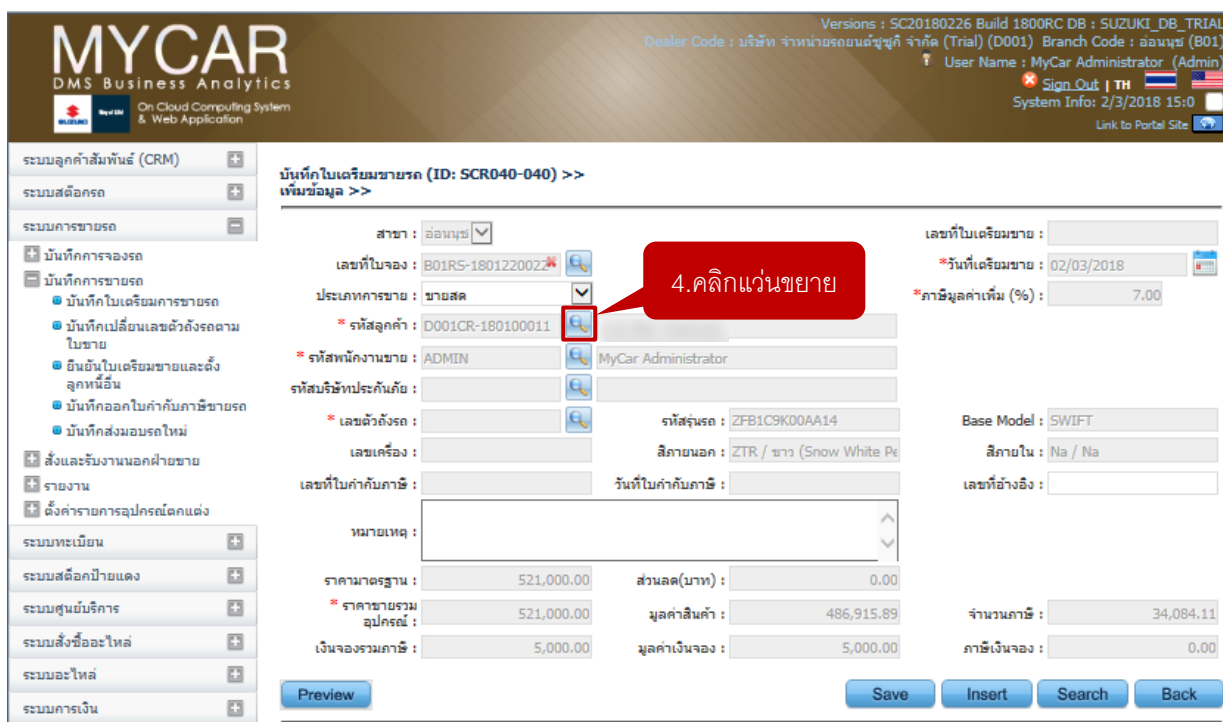 MYCAR
DMS Business Analytics
On Cloud Computing System
& Web Application
SUZUKI
Versions : SC20180226 Build 1800RC DB : SUZUKI_DB_TRIAL
Dealer Code : บริษัท จำหน่ายรถยนต์ซูซูกิ จำกัด (Trial) (D001) Branch Code : อ่อนนุช (B01)
User Name : MyCar Administrator (Admin)
Sign Out | TH
System Info: 2/3/2018 15:0
Link to Portal Site
ระบบลูกค้าสัมพันธ์ (CRM)
ระบบสต๊อกรถ
ระบบการขายรถ
บันทึกการจองรถ
บันทึกการขายรถ
บันทึกใบเตรียมการขายรถ
บันทึกเปลี่ยนเลขตัวถังรถตาม
ใบขาย
ยืนยันใบเตรียมขายและตั้ง
ลูกหนี้อื่น
บันทึกออกใบกำกับภาษีขายรถ
บันทึกส่งมอบรถใหม่
สั่งและรับงานนอกฝ่ายขาย
รายงาน
ตั้งค่ารายการอุปกรณ์ตกแต่ง
ระบบทะเบียน
ระบบสต๊อกป้ายแดง
ระบบศูนย์บริการ
ระบบสั่งซื้ออะไหล่
ระบบอะไหล่
ระบบการเงิน
บันทึกใบเตรียมขายรถ (ID: SCR040-040) >>
เพิ่มข้อมูล >>
สาขา : อ่อนนุช เลขที่ใบเตรียมขาย :
เลขที่ใบจอง : B01RS-1801220022 *วันที่เตรียมขาย : 02/03/2018
4.คลิกแว่นขยาย
ประเภทการขาย : ขายสด *ภาษีมูลค่าเพิ่ม (%) : 7.00
* รหัสลูกค้า : D001CR-180100011
* รหัสพนักงานขาย : ADMIN MyCar Administrator
รหัสบริษัทประกันภัย :
* เลขตัวถังรถ : รหัสรุ่นรถ : ZFB1C9K00AA14 Base Model : SWIFT
เลขเครื่อง : สีภายนอก : ZTR / ขาว (Snow White Pe สีภายใน : Na / Na
เลขที่ใบกำกับภาษี : วันที่ใบกำกับภาษี : เลขที่อ้างอิง :
หมายเหตุ :
ราคามาตรฐาน : 521,000.00 ส่วนลด(บาท) : 0.00
* ราคาขายรวม
อุปกรณ์ : 521,000.00 มูลค่าสินค้า : 486,915.89 จำนวนภาษี : 34,084.11
เงินจองรวมภาษี : 5,000.00 มูลค่าเงินจอง : 5,000.00 ภาษีเงินจอง : 0.00
Preview Save Insert Search Back